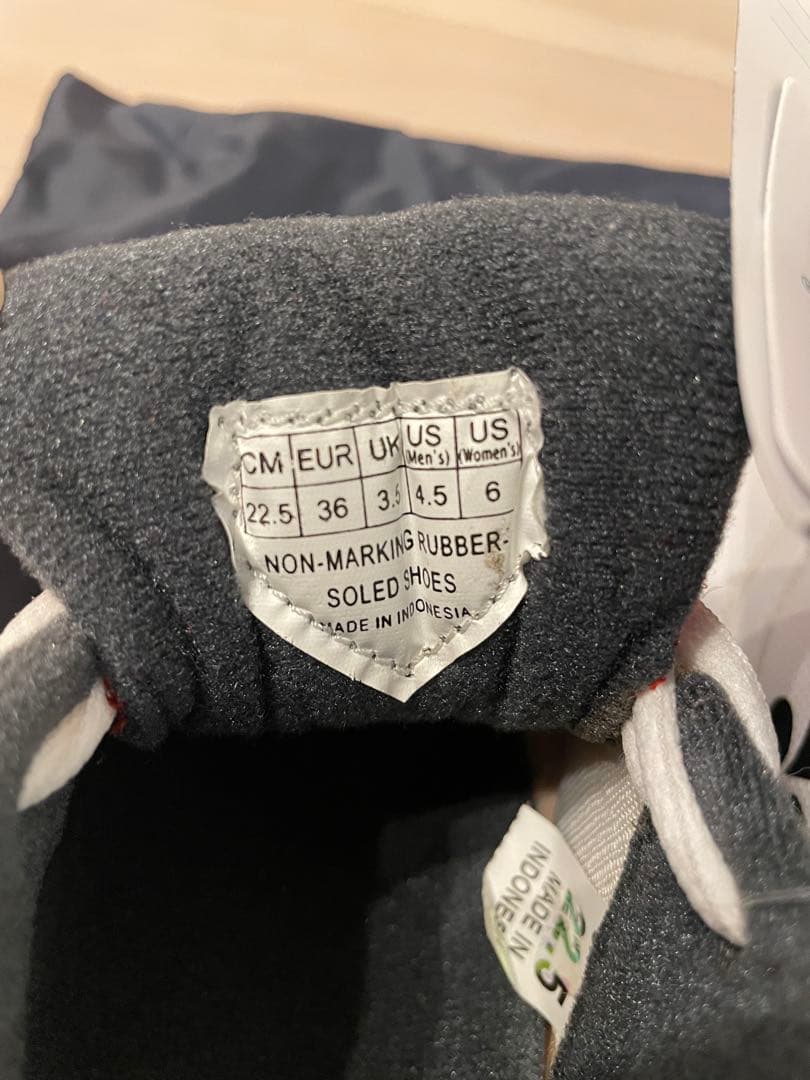 CM EUR UK US (Men's) US (Women's)
22.5 36 3.5 4.5 6
NON-MARKING RUBBER-
SOLED SHOES
MADE IN INDONESIA
22.5
MADE IN